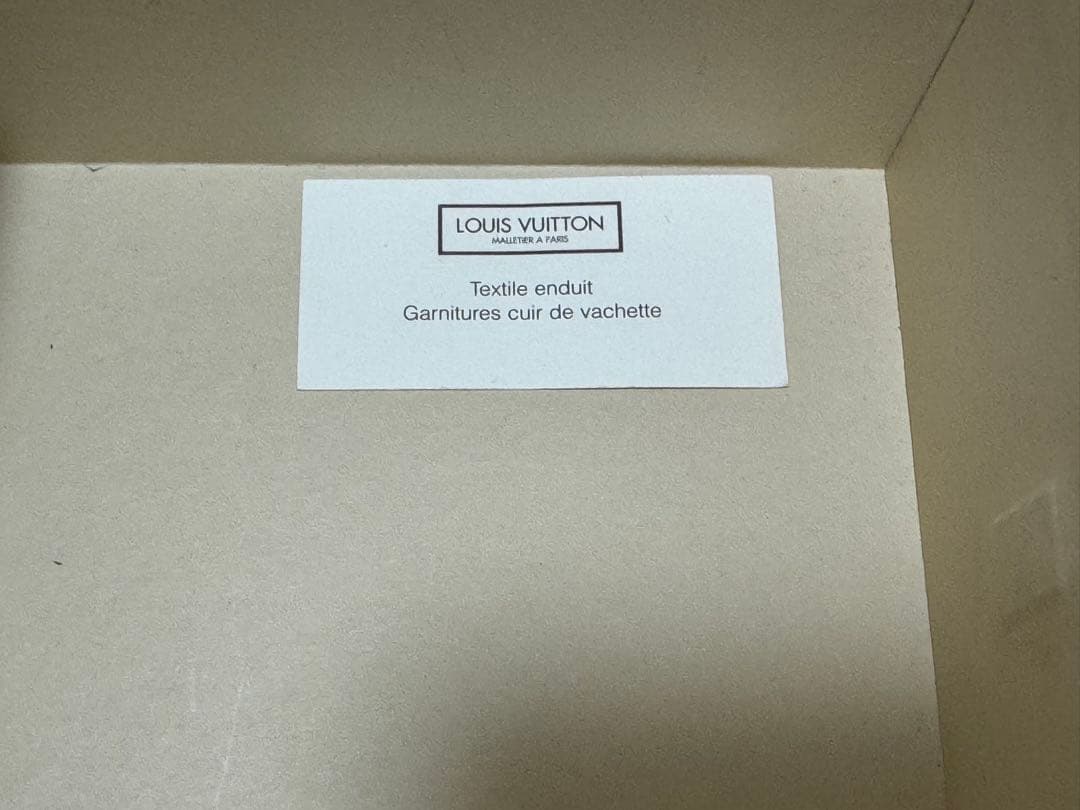 LOUIS VUITTON
MALLETIER A PARIS
Textile enduit
Garnitures cuir de vachette